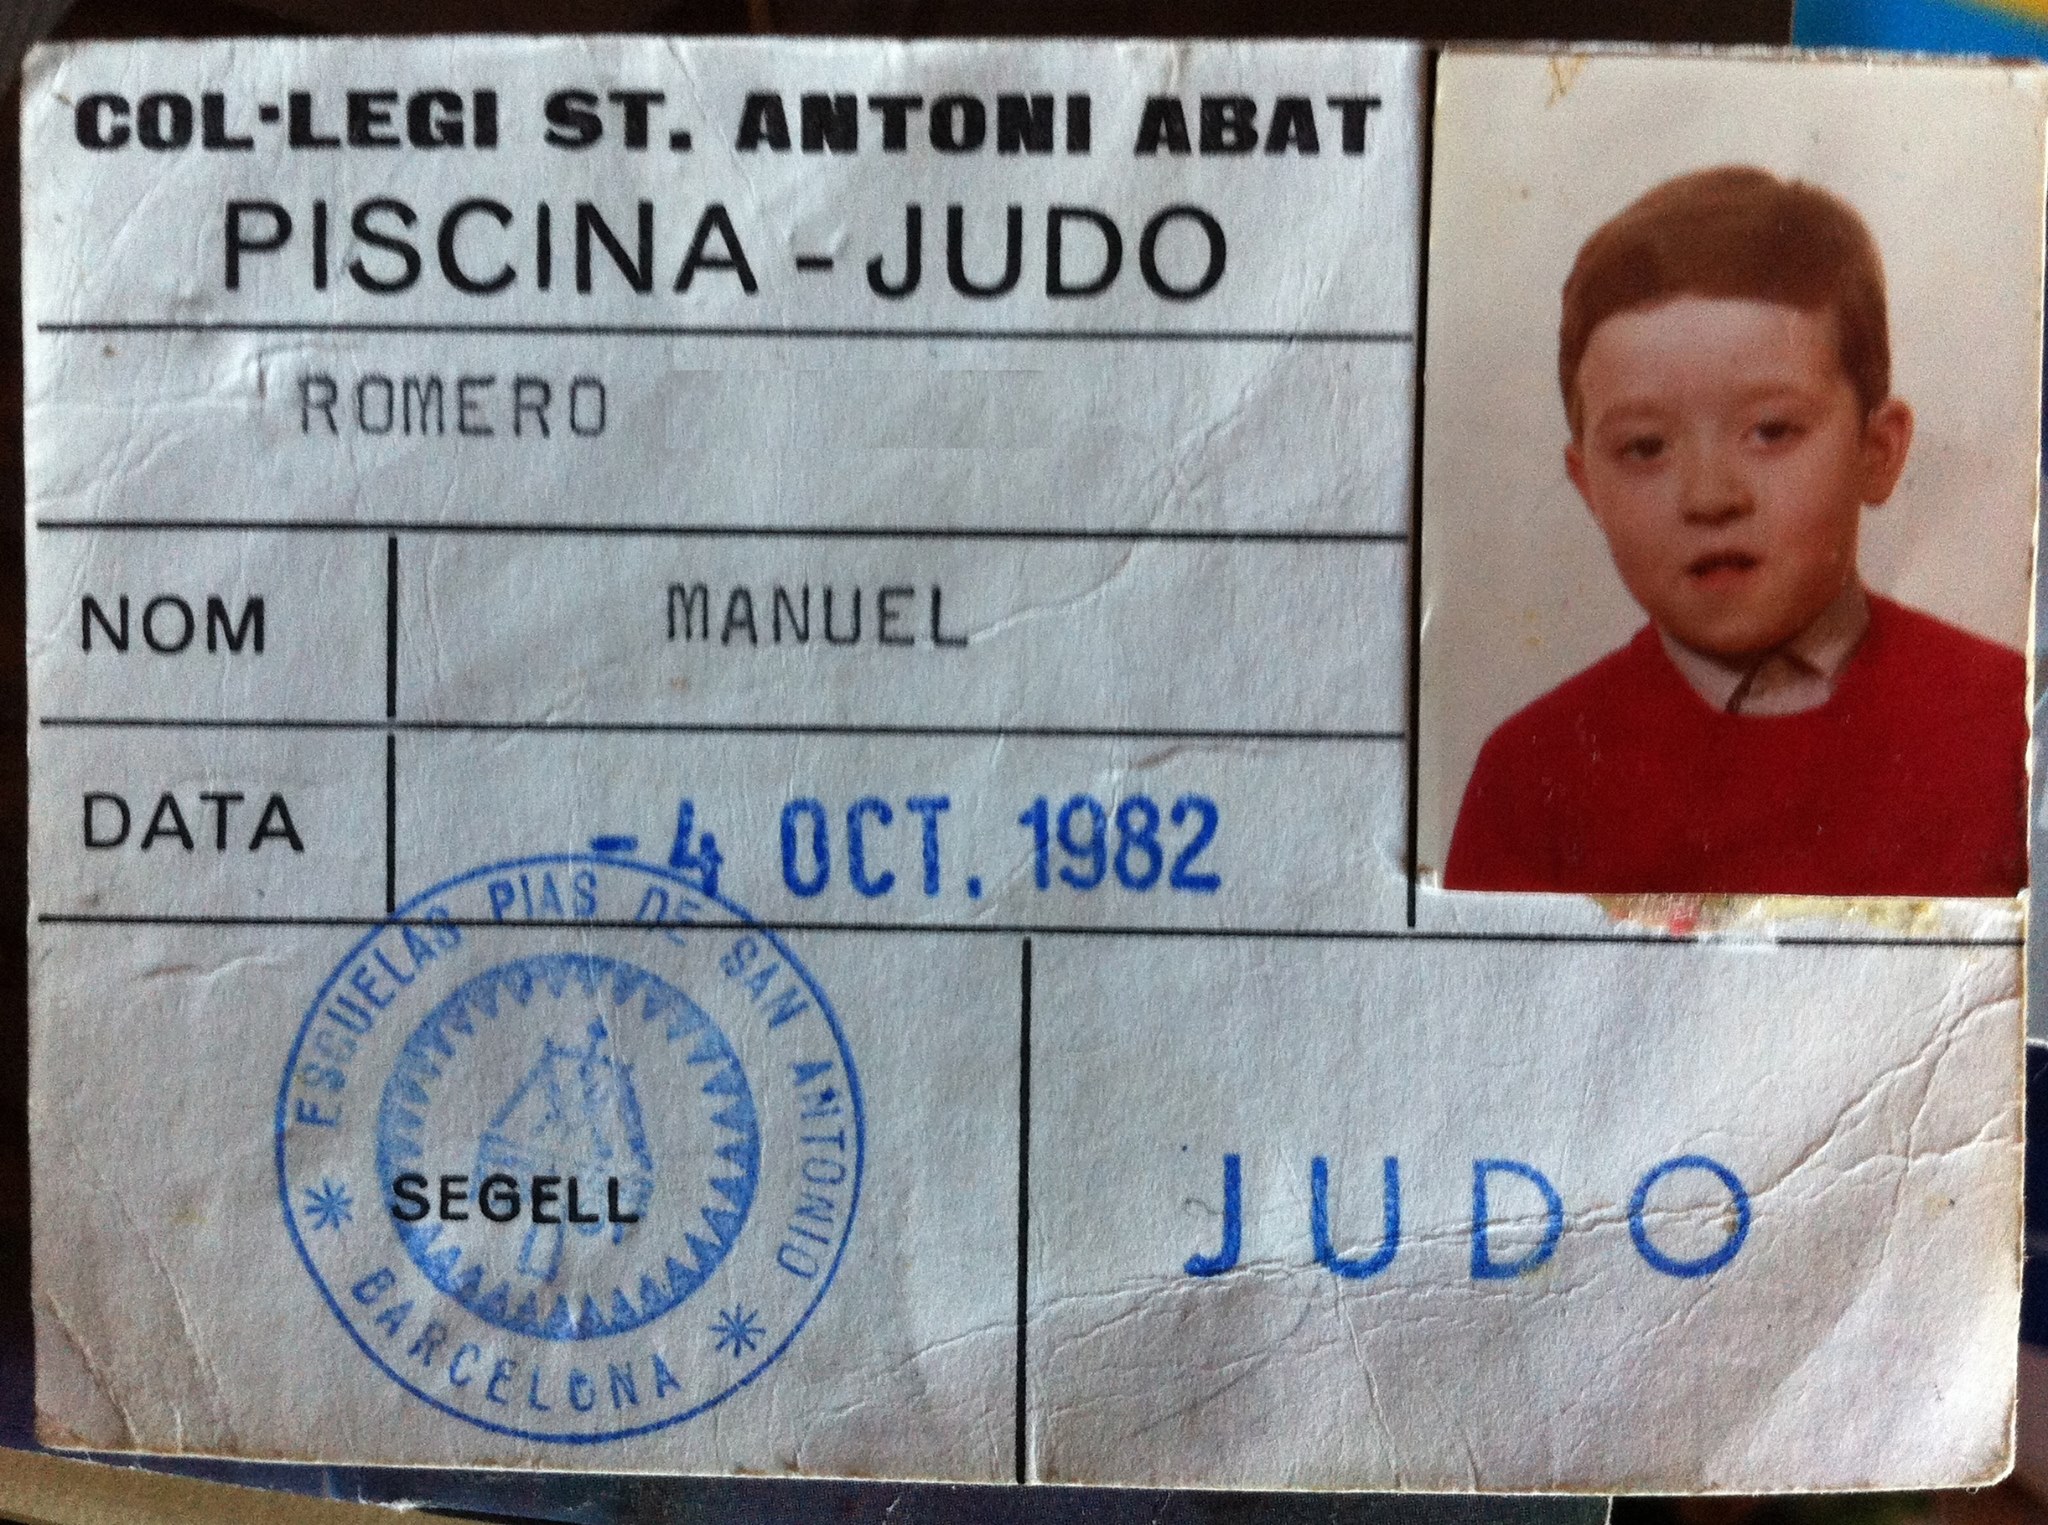 COL·LEGI ST. ANTONI ABAT
PISCINA - JUDO
ROMERO
NOM MANUEL
DATA - 4 OCT. 1982
ESCUELAS PIAS DE SAN ANTONIO
* BARCELONA *
SEGELL
JUDO